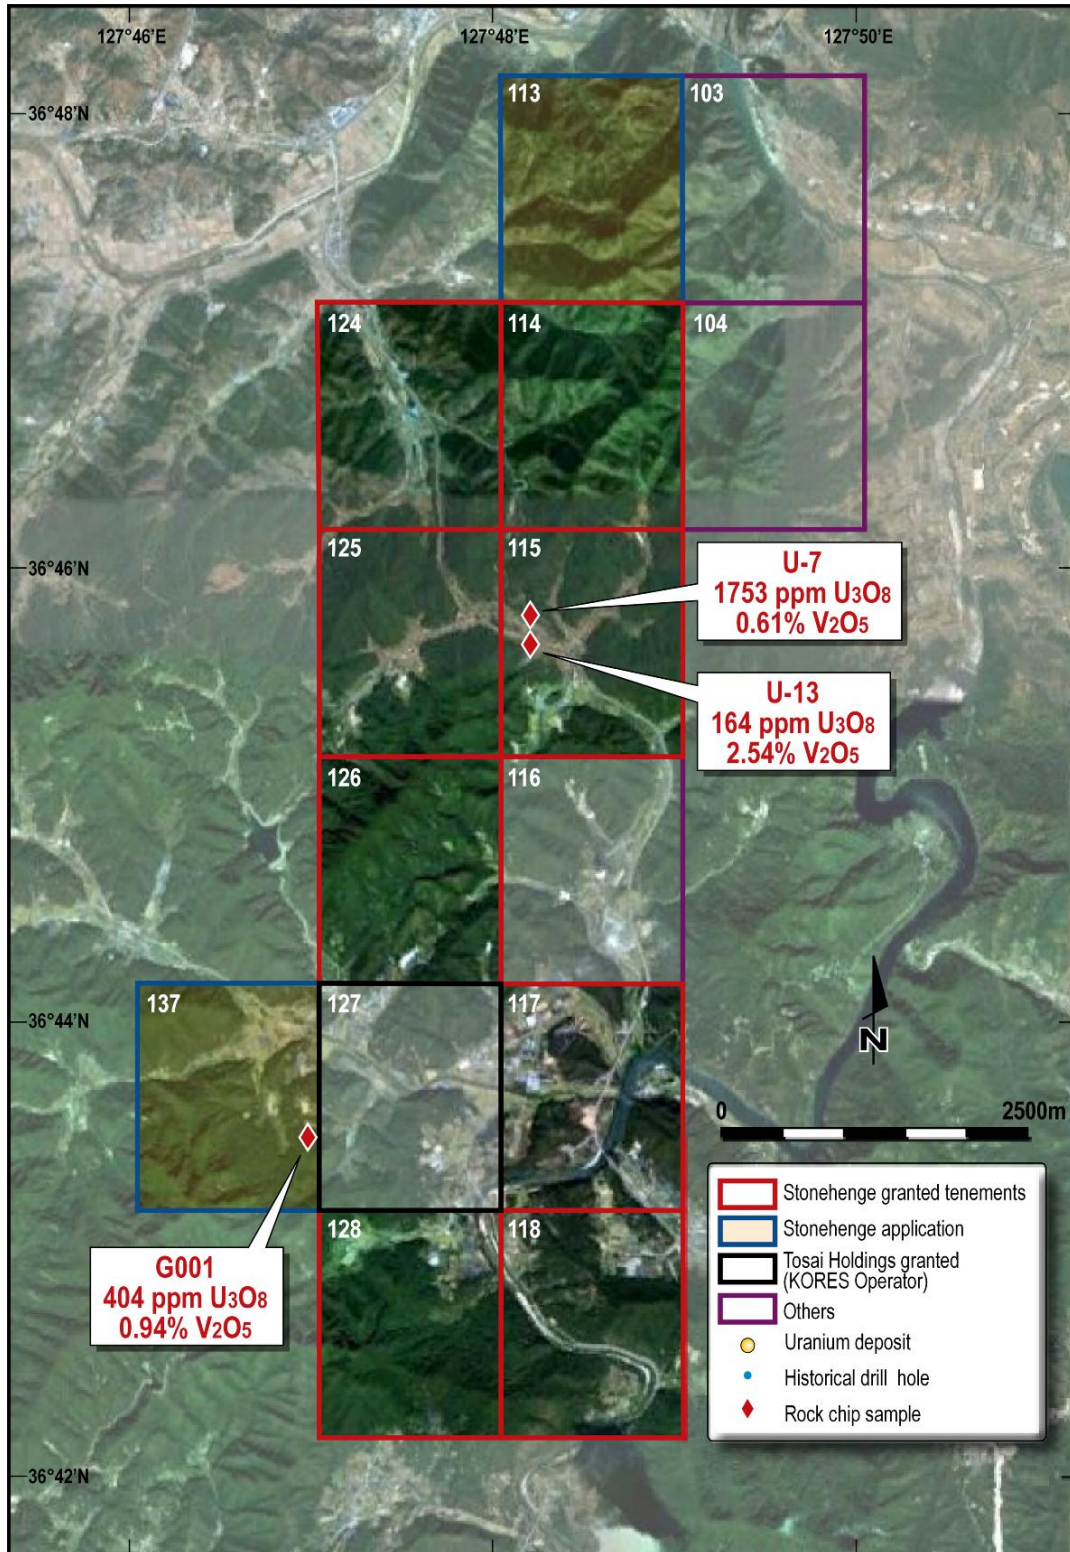 127°46'E
127°48'E
127°50'E
36°48'N
113
103
124
114
104
36°46'N
125
115
U-7
1753 ppm U3O8
0.61% V2O5
U-13
164 ppm U3O8
2.54% V2O5
126
116
137
127
117
36°44'N
N
0 2500m
128
118
G001
404 ppm U3O8
0.94% V2O5
Stonehenge granted tenements
Stonehenge application
Tosai Holdings granted
(KORES Operator)
Others
Uranium deposit
Historical drill hole
Rock chip sample
36°42'N